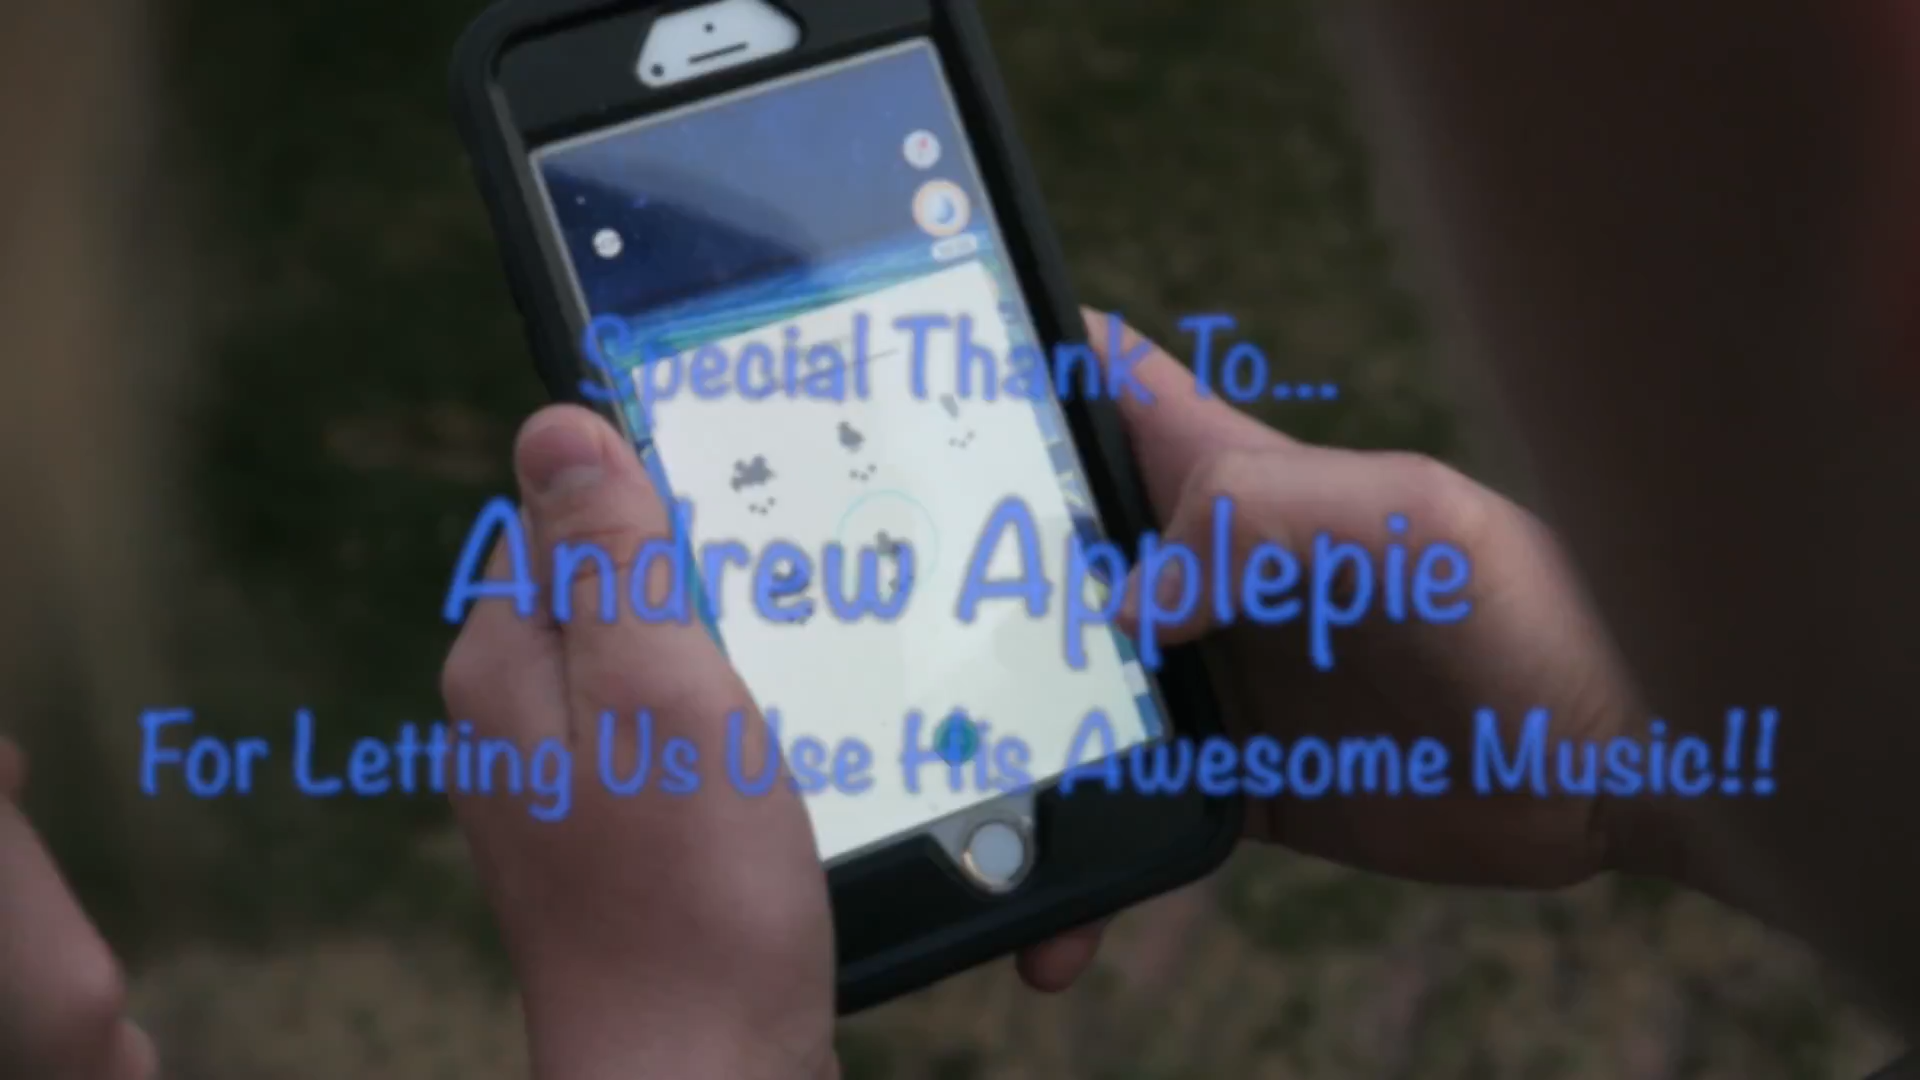 Special Thank To...
Andrew Applepie
For Letting Us Use His Awesome Music!!